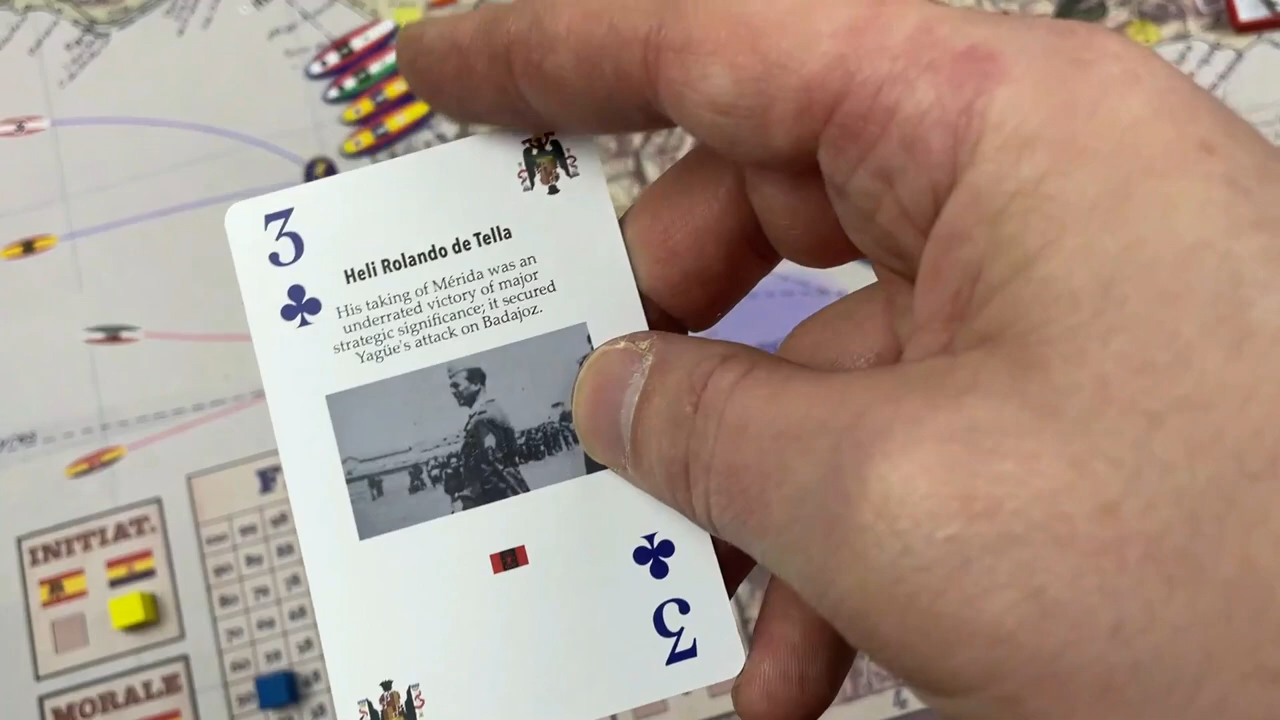 3
Heli Rolando de Tella
His taking of Mérida was an
underrated victory of major
strategic significance; it secured
Yagüe's attack on Badajoz.
3
INITIAT.
MORALE